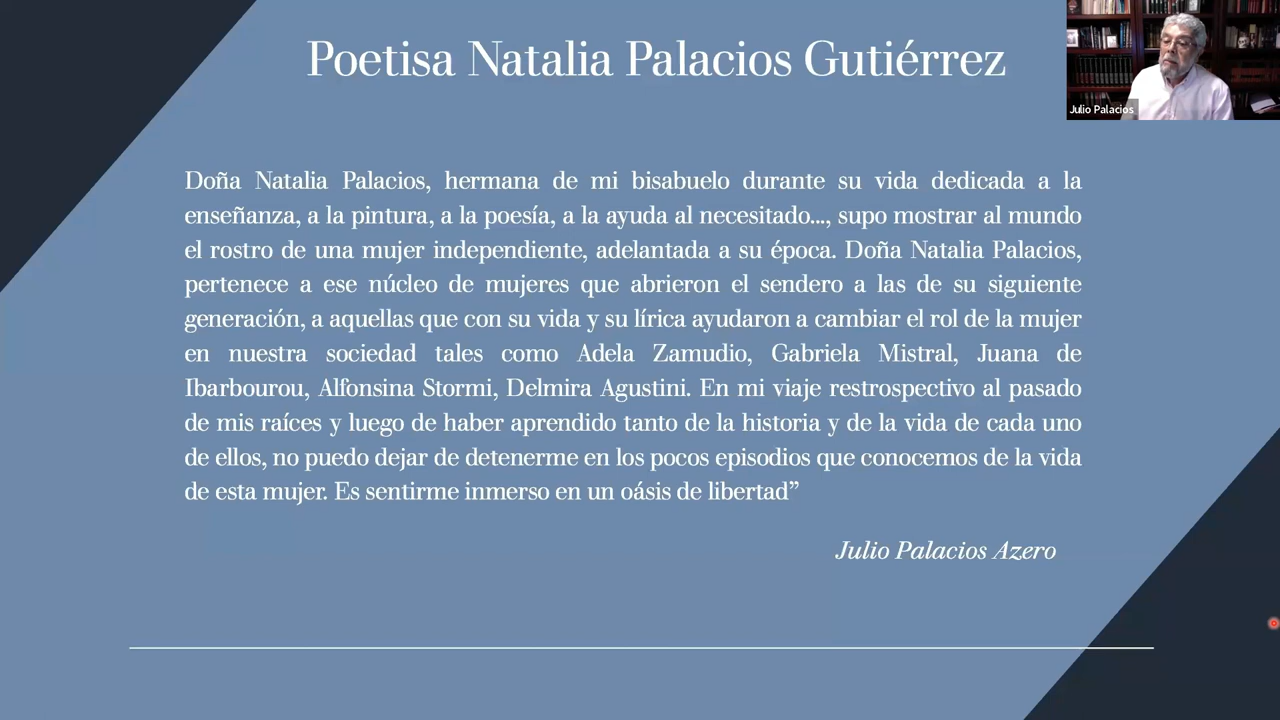 Poetisa Natalia Palacios Gutiérrez
Julio Palacios
Doña Natalia Palacios, hermana de mi bisabuelo durante su vida dedicada a la
enseñanza, a la pintura, a la poesía, a la ayuda al necesitado..., supo mostrar al mundo
el rostro de una mujer independiente, adelantada a su época. Doña Natalia Palacios,
pertenece a ese núcleo de mujeres que abrieron el sendero a las de su siguiente
generación, a aquellas que con su vida y su lírica ayudaron a cambiar el rol de la mujer
en nuestra sociedad tales como Adela Zamudio, Gabriela Mistral, Juana de
Ibarbourou, Alfonsina Stormi, Delmira Agustini. En mi viaje restrospectivo al pasado
de mis raíces y luego de haber aprendido tanto de la historia y de la vida de cada uno
de ellos, no puedo dejar de detenerme en los pocos episodios que conocemos de la vida
de esta mujer. Es sentirme inmerso en un oásis de libertad”
Julio Palacios Azero